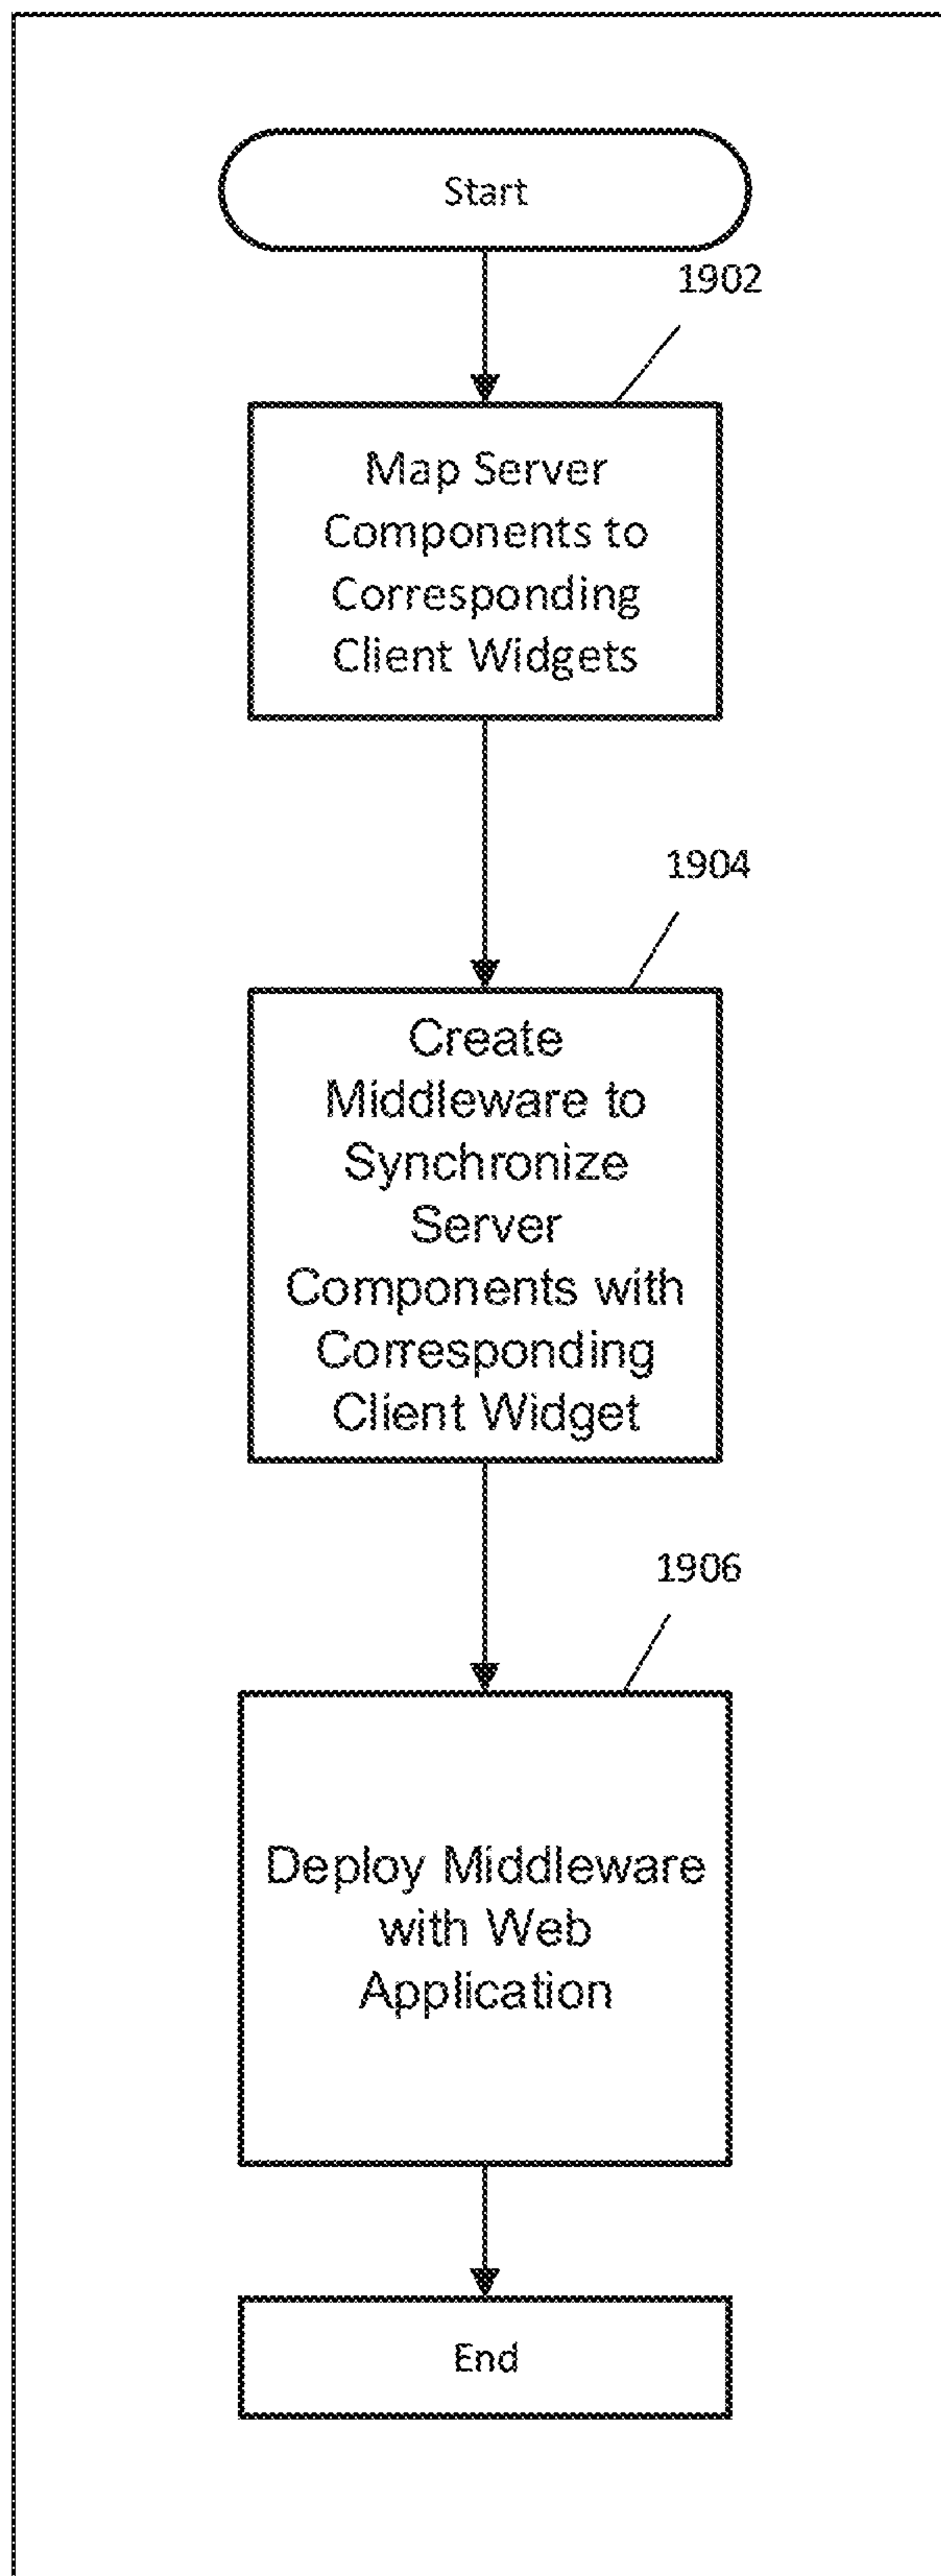 Start
1902
Map Server
Components to
Corresponding
Client Widgets
1904
Create
Middleware to
Synchronize
Server
Components with
Corresponding
Client Widget
1906
Deploy Middleware
with Web
Application
End